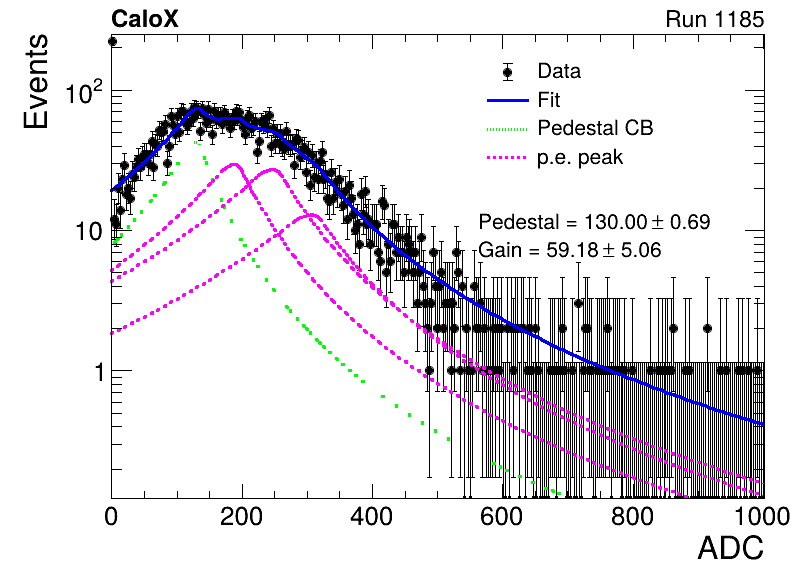 CaloX Run 1185
Events
Data
Fit
Pedestal CB
p.e. peak
Pedestal = 130.00 ± 0.69
Gain = 59.18 ± 5.06
10²
10
1
0 200 400 600 800 1000
ADC